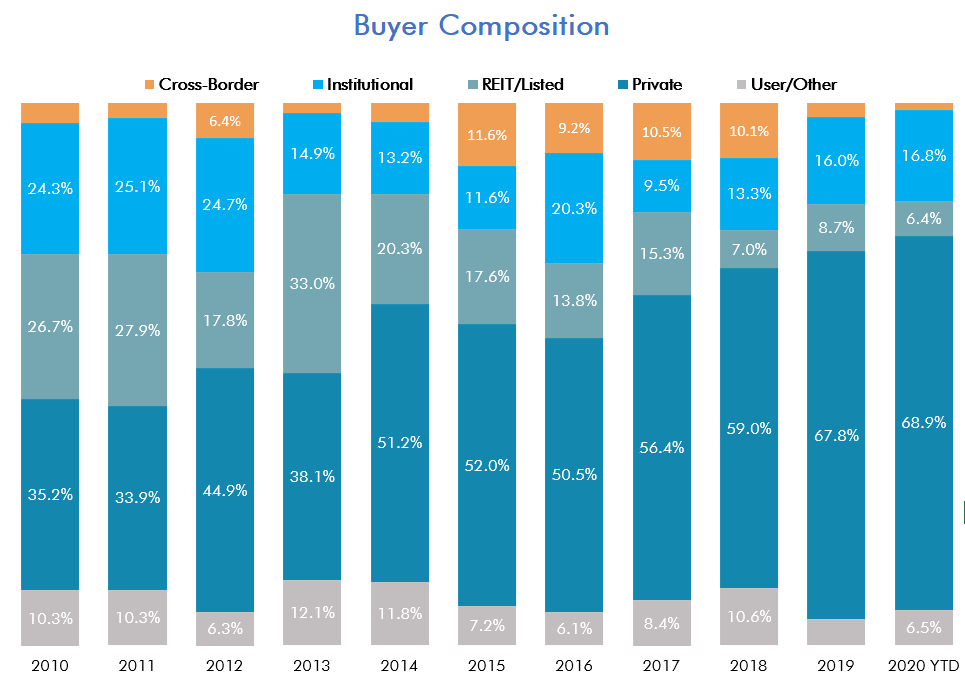 Buyer Composition
Cross-Border Institutional REIT/Listed Private User/Other
6.4% 11.6% 9.2% 10.5% 10.1%
24.3% 25.1% 24.7% 14.9% 13.2% 11.6% 20.3% 9.5% 13.3% 16.0% 16.8%
26.7% 27.9% 17.8% 33.0% 20.3% 17.6% 13.8% 15.3% 7.0% 8.7% 6.4%
35.2% 33.9% 44.9% 38.1% 51.2% 52.0% 50.5% 56.4% 59.0% 67.8% 68.9%
10.3% 10.3% 6.3% 12.1% 11.8% 7.2% 6.1% 8.4% 10.6% 6.5%
2010 2011 2012 2013 2014 2015 2016 2017 2018 2019 2020 YTD